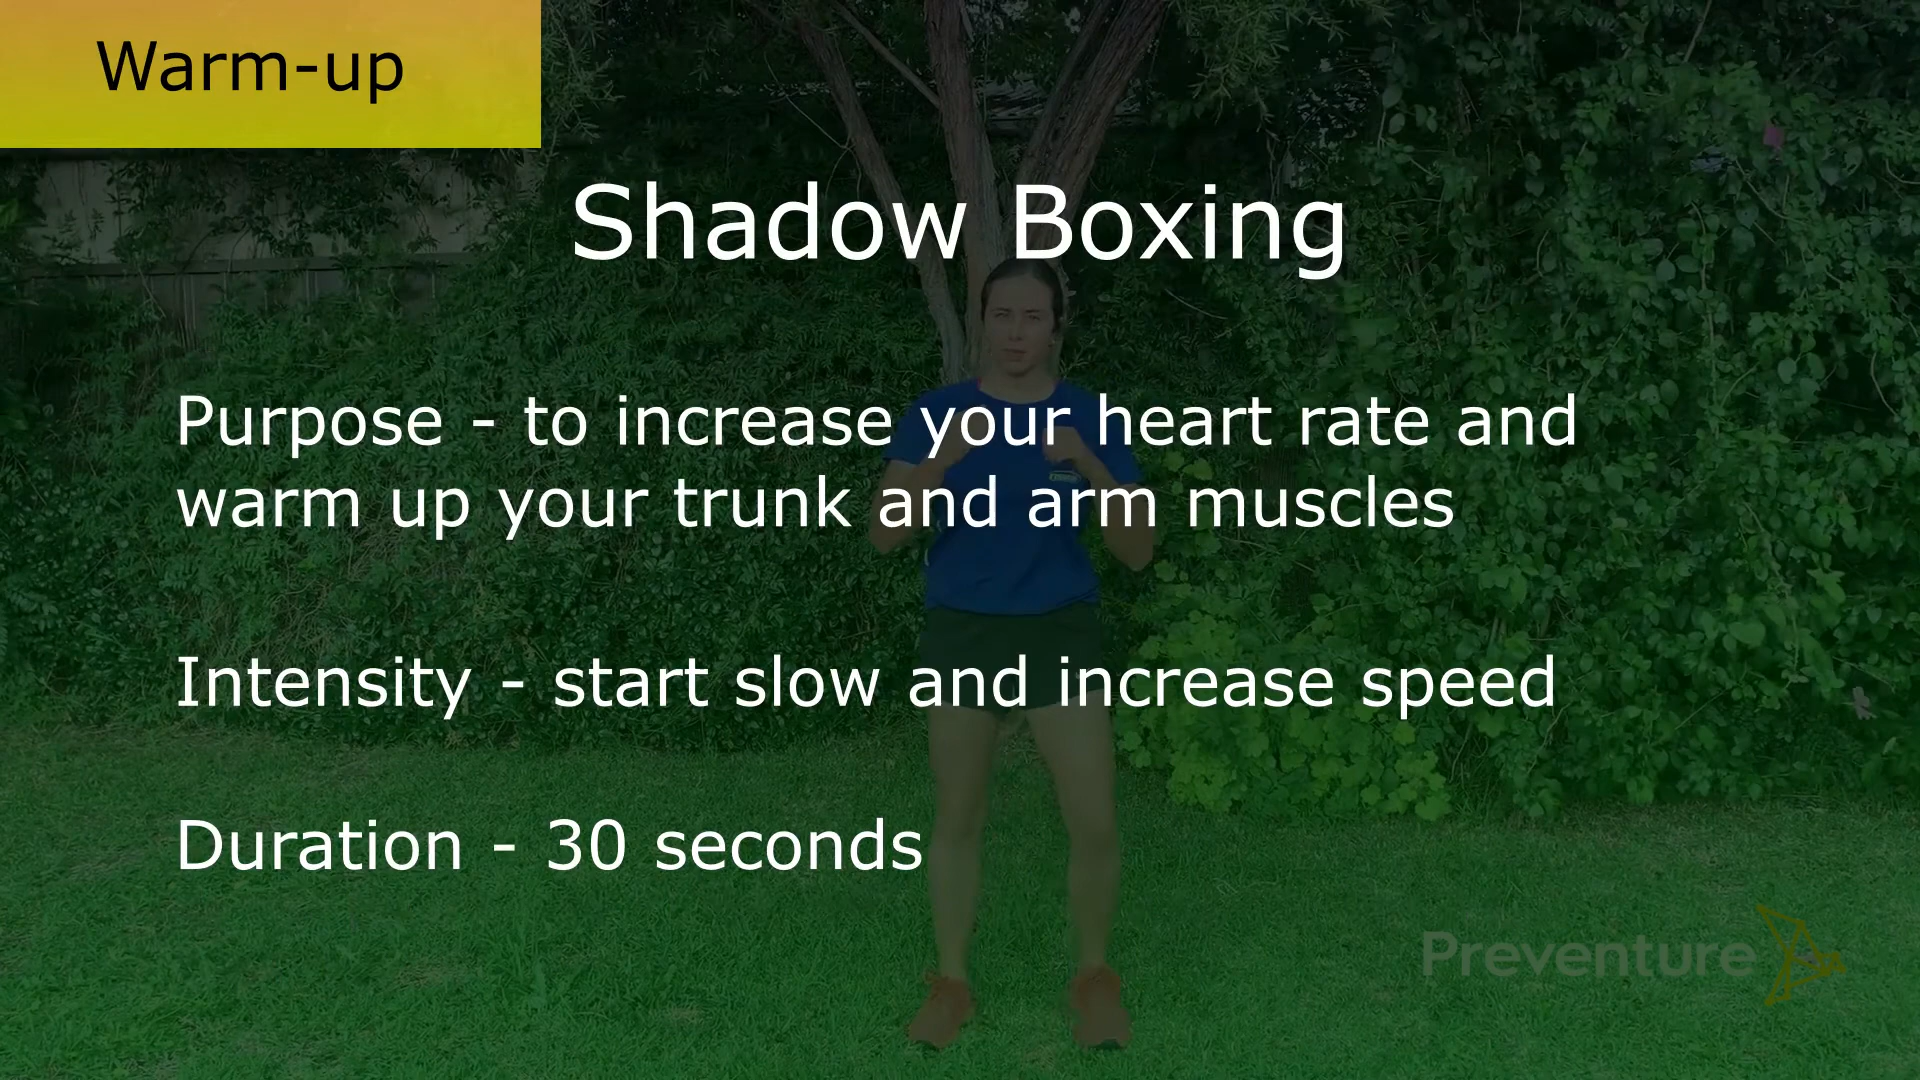 Warm-up
Shadow Boxing
Purpose - to increase your heart rate and
warm up your trunk and arm muscles
Intensity - start slow and increase speed
Duration - 30 seconds
Preventure